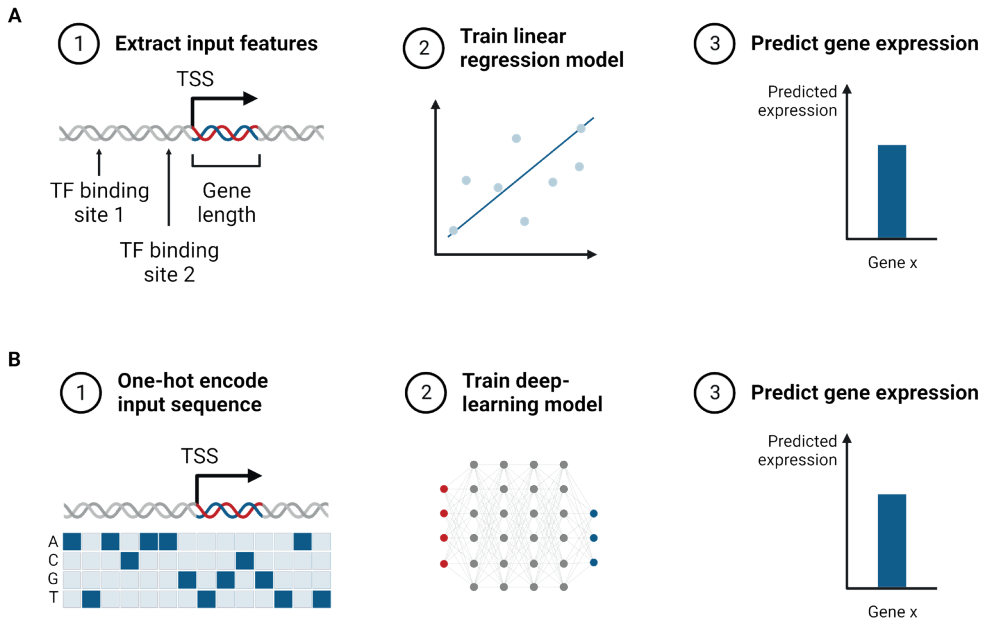 A
1
Extract input features
TSS
TF binding
site 1
TF binding
site 2
Gene
length
2
Train linear
regression model
3
Predict gene expression
Predicted
expression
Gene x
B
1
One-hot encode
input sequence
TSS
A
C
G
T
2
Train deep-
learning model
3
Predict gene expression
Predicted
expression
Gene x